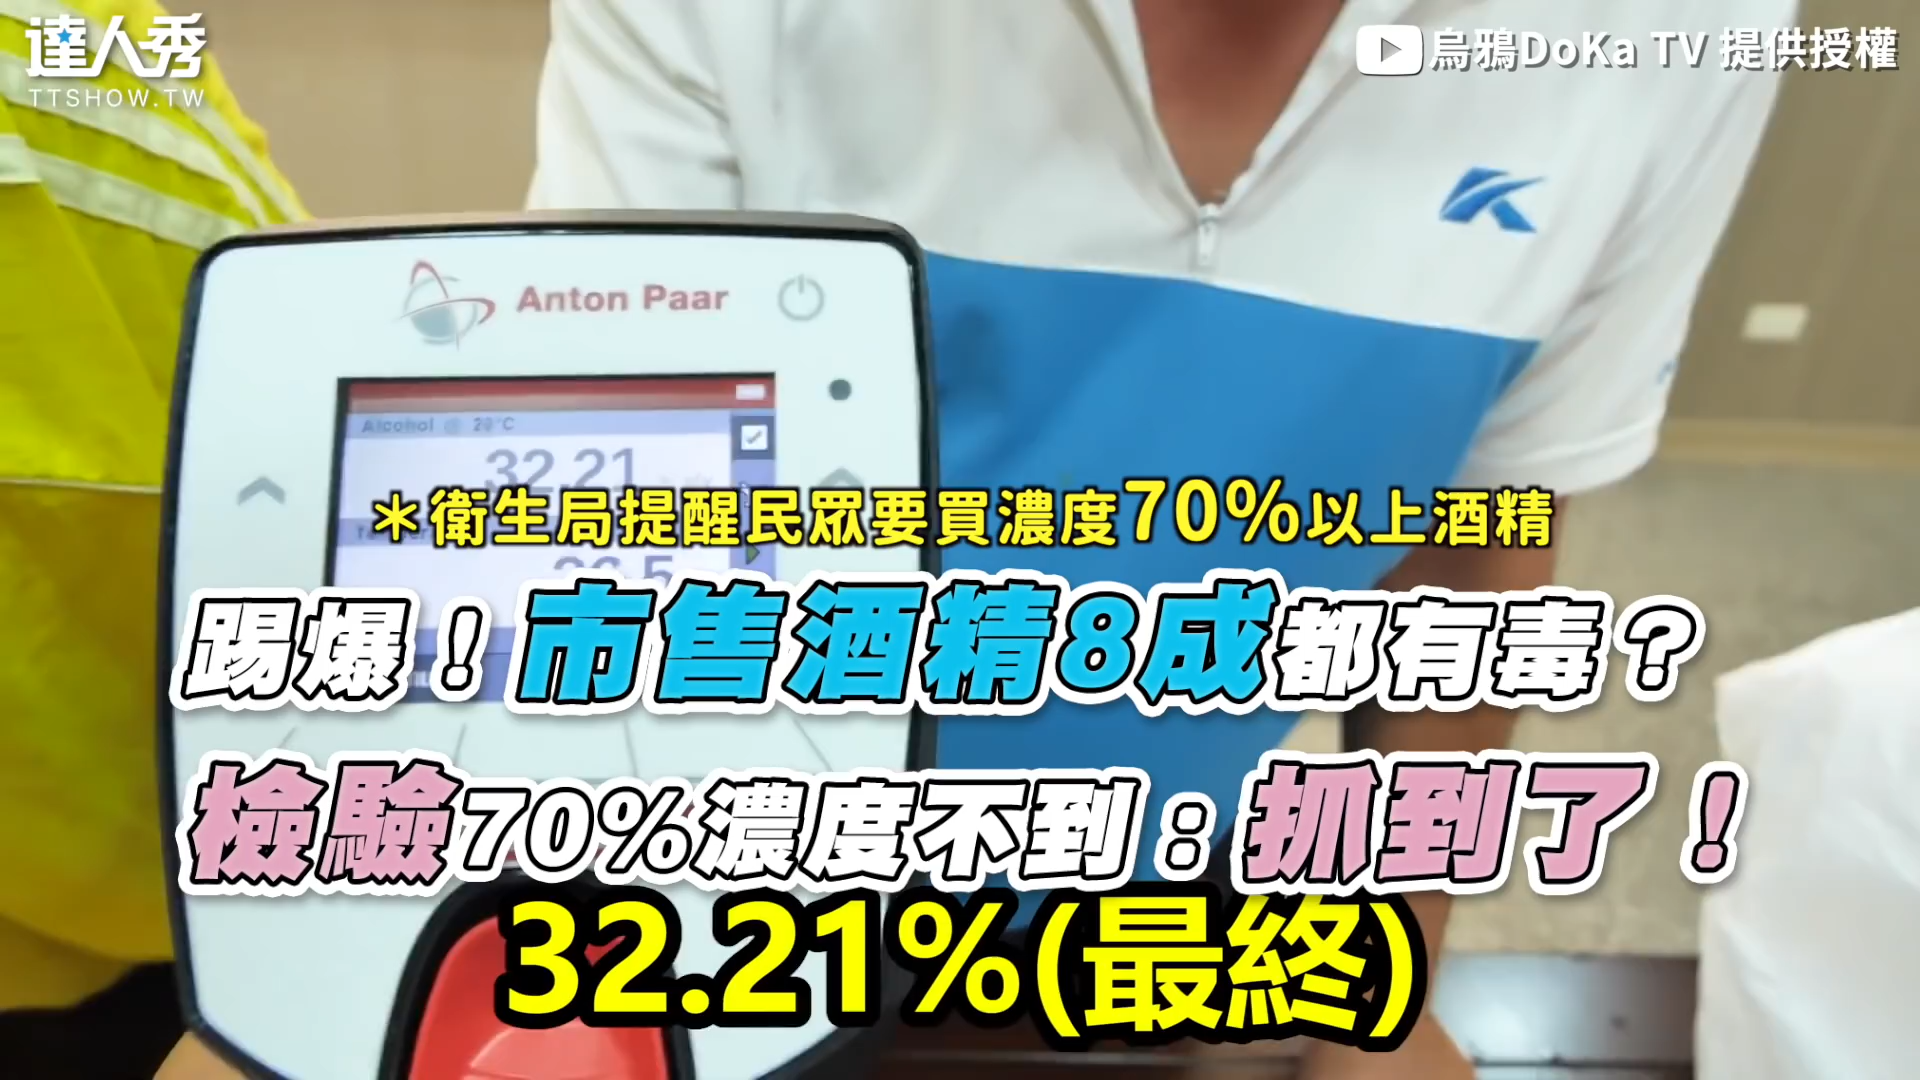 達人秀
TTSHOW.TW
烏鴉DoKa TV 提供授權
Anton Paar
Alcohol @ 20°C
32.21
＊衛生局提醒民眾要買濃度70%以上酒精
踢爆！市售酒精8成都有毒？
檢驗70%濃度不到：抓到了！
32.21%(最終)